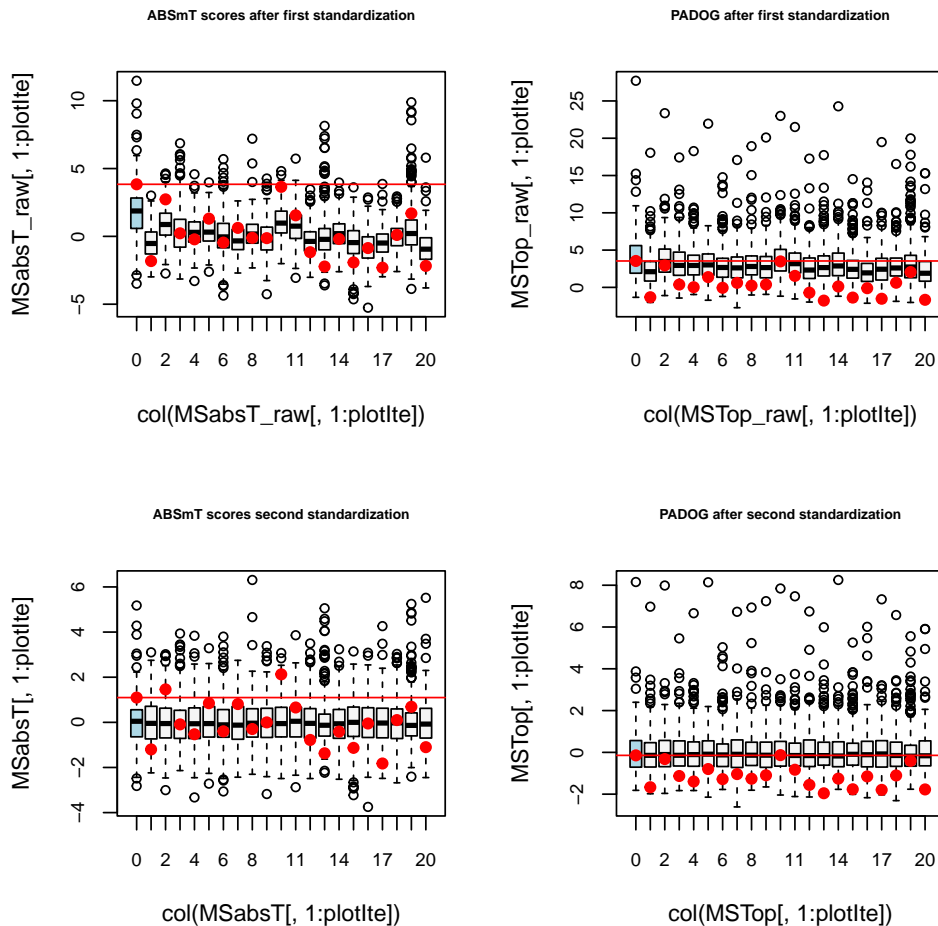 ABSmT scores after first standardization
MSabsT_raw[, 1:plotIte]
10
5
0
−5
0 2 4 6 8 11 14 17 20
col(MSabsT_raw[, 1:plotIte])
PADOG after first standardization
MSTop_raw[, 1:plotIte]
25
20
15
10
5
0
0 2 4 6 8 11 14 17 20
col(MSTop_raw[, 1:plotIte])
ABSmT scores second standardization
MSabsT[, 1:plotIte]
6
4
2
0
−2
−4
0 2 4 6 8 11 14 17 20
col(MSabsT[, 1:plotIte])
PADOG after second standardization
MSTop[, 1:plotIte]
8
6
4
2
0
−2
0 2 4 6 8 11 14 17 20
col(MSTop[, 1:plotIte])